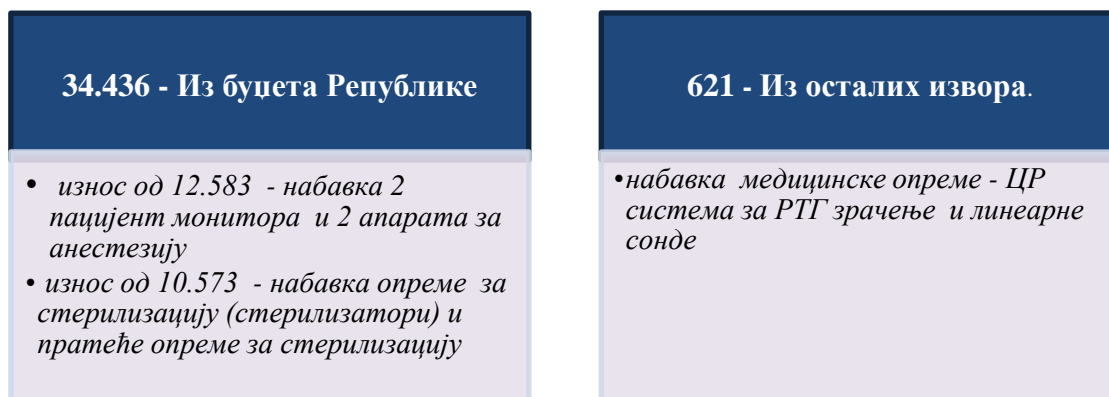 34.436 - Из буџета Републике
• износ од 12.583 - набавка 2
пацијент монитора и 2 апарата за
анестезију
• износ од 10.573 - набавка опреме за
стерилизацију (стерилизатори) и
пратеће опреме за стерилизацију
621 - Из осталих извора.
•набавка медицинске опреме - ЦР
система за РТГ зрачење и линеарне
сонде